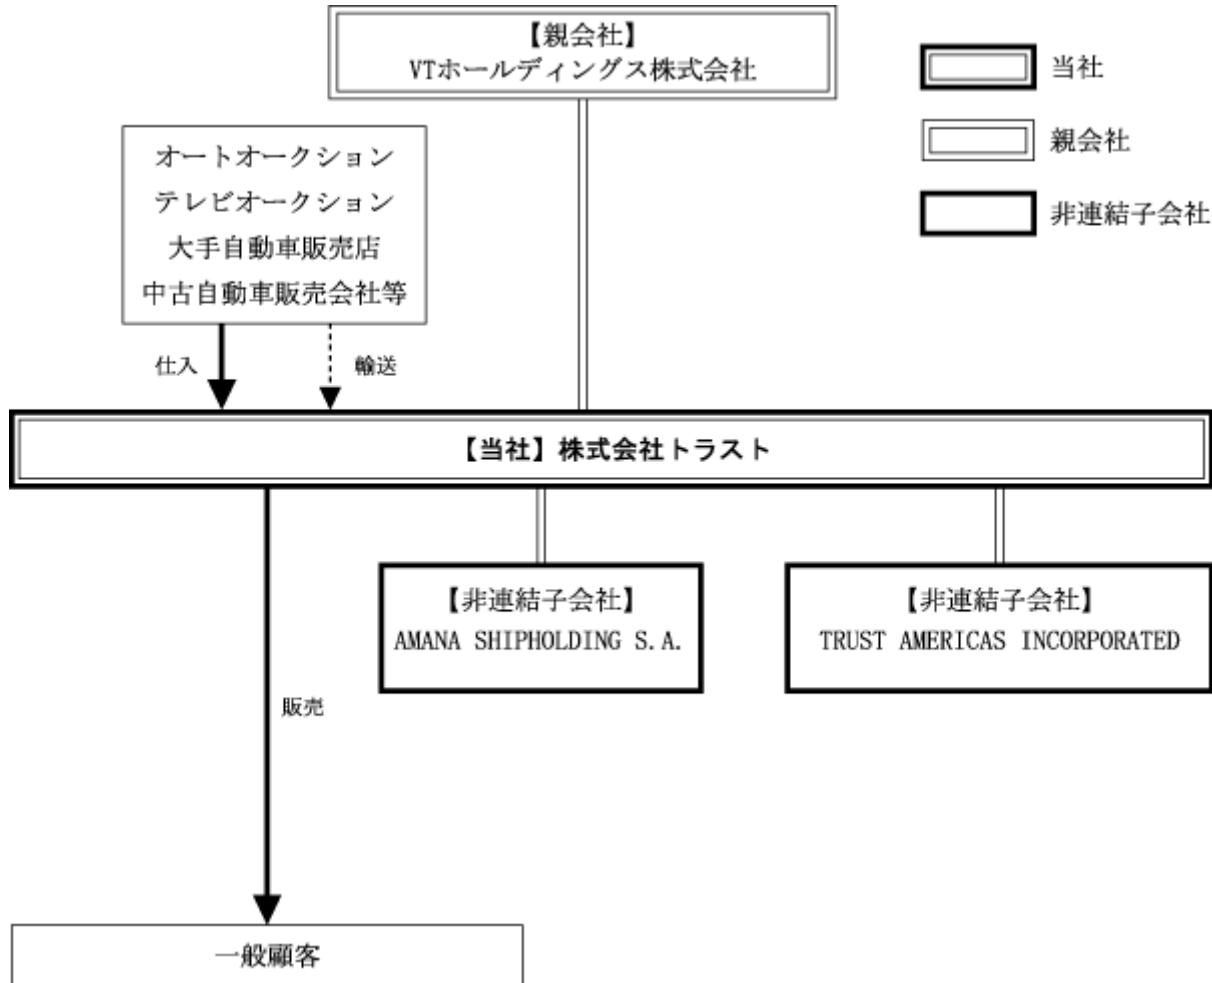 【親会社】
VTホールディングス株式会社
当社
親会社
非連結子会社
オートオークション
テレビオークション
大手自動車販売店
中古自動車販売会社等
仕入
輸送
【当社】株式会社トラスト
【非連結子会社】
AMANA SHIPHOLDING S.A.
【非連結子会社】
TRUST AMERICAS INCORPORATED
販売
一般顧客